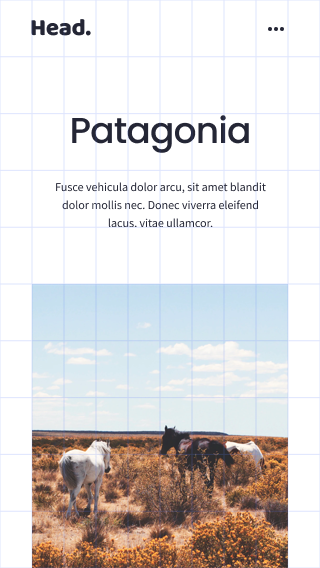 Head.
Patagonia
Fusce vehicula dolor arcu, sit amet blandit
dolor mollis nec. Donec viverra eleifend
lacus, vitae ullamcor.